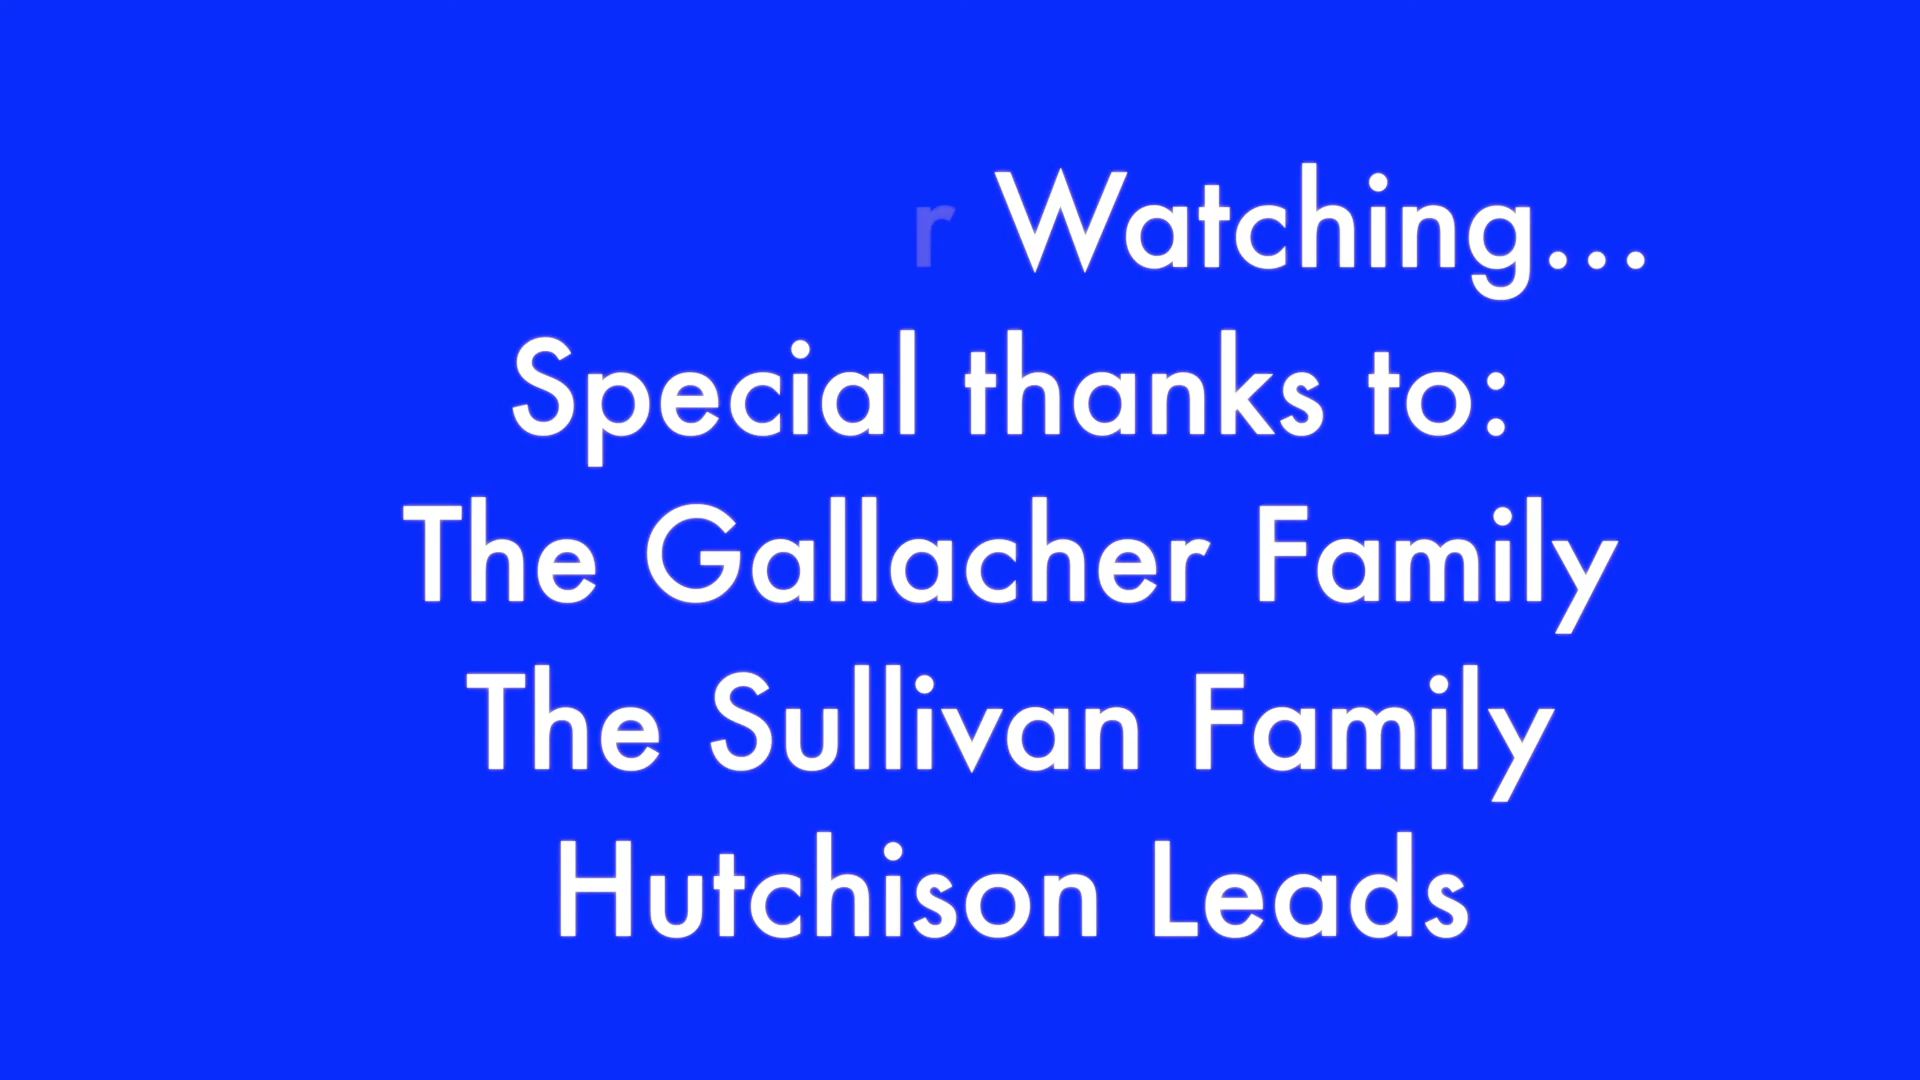 r Watching...
Special thanks to:
The Gallacher Family
The Sullivan Family
Hutchison Leads